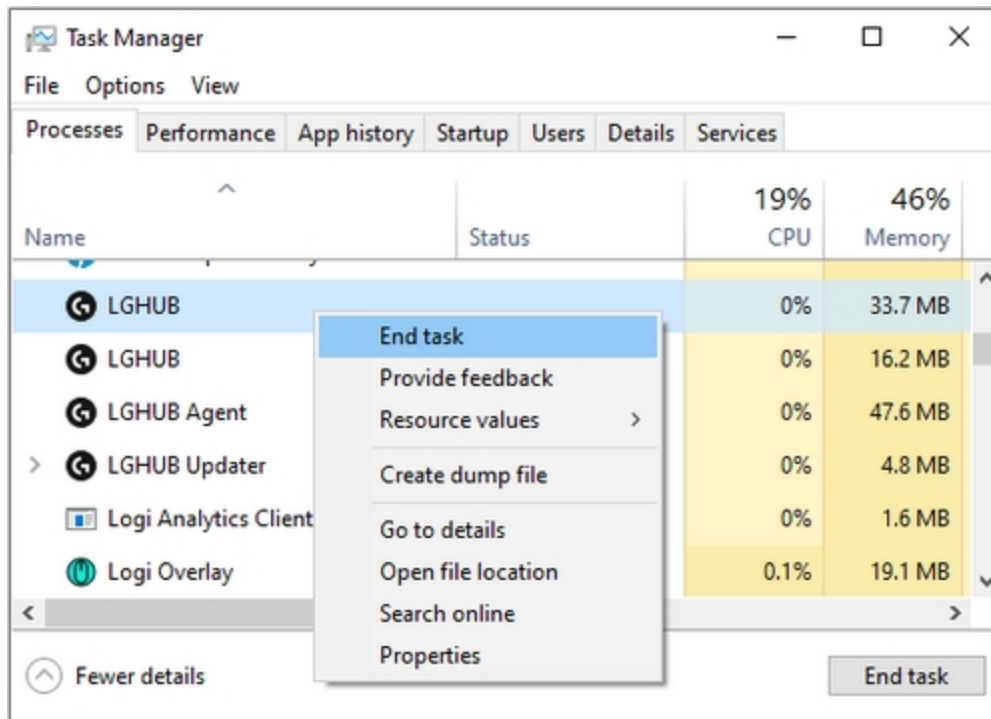 Task Manager
File Options View
Processes Performance App history Startup Users Details Services
19% 46%
Name Status CPU Memory
LGHUB 0% 33.7 MB
End task
LGHUB 0% 16.2 MB
Provide feedback
LGHUB Agent 0% 47.6 MB
Resource values
LGHUB Updater 0% 4.8 MB
Create dump file
Logi Analytics Client 0% 1.6 MB
Go to details
Logi Overlay 0.1% 19.1 MB
Open file location
Search online
Properties
Fewer details End task